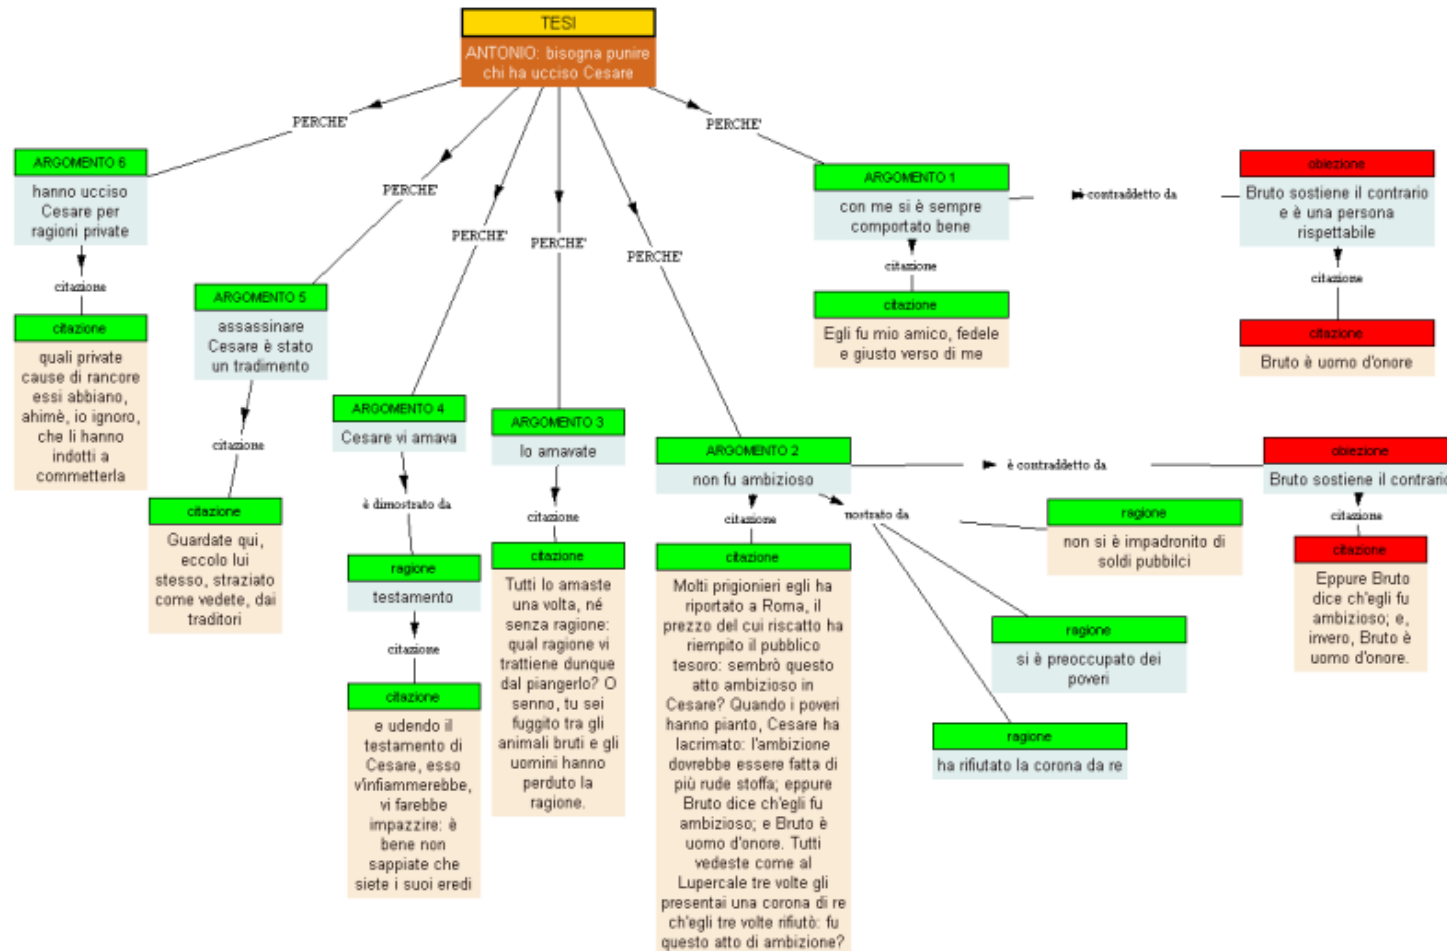 TESI
ANTONIO: bisogna punire
chi ha ucciso Cesare
PERCHE'
PERCHE'
PERCHE'
PERCHE'
PERCHE'
PERCHE'
ARGOMENTO 6
hanno ucciso
Cesare per
ragioni private
citazione
citazione
quali private
cause di rancore
essi abbiano,
ahimè, io ignoro,
che li hanno
indotti a
commetterla
ARGOMENTO 5
assassinare
Cesare è stato
un tradimento
citazione
citazione
Guardate qui,
eccolo lui
stesso, straziato
come vedete, dai
traditori
ARGOMENTO 4
Cesare vi amava
è dimostrato da
ragione
testamento
citazione
citazione
e udendo il
testamento di
Cesare, esso
v'infiammerebbe,
vi farebbe
impazzire: è
bene non
sappiate che
siete i suoi eredi
ARGOMENTO 3
lo amavate
citazione
citazione
Tutti lo amaste
una volta, né
senza ragione:
qual ragione vi
trattiene dunque
dal piangerlo? O
senno, tu sei
fuggito tra gli
animali bruti e gli
uomini hanno
perduto la
ragione.
ARGOMENTO 2
non fu ambizioso
citazione
citazione
Molti prigionieri egli ha
riportato a Roma, il
prezzo del cui riscatto ha
riempito il pubblico
tesoro: sembrò questo
atto ambizioso in
Cesare? Quando i poveri
hanno pianto, Cesare ha
lacrimato: l'ambizione
dovrebbe essere fatta di
più rude stoffa; eppure
Bruto dice ch'egli fu
ambizioso; e Bruto è
uomo d'onore. Tutti
vedeste come al
Lupercale tre volte gli
presentai una corona di re
ch'egli tre volte rifiutò: fu
questo atto di ambizione?
nostrato da
ragione
non si è impadronito di
soldi pubbilci
ragione
si è preoccupato dei
poveri
ragione
ha rifiutato la corona da re
è contraddetto da
obiezione
Bruto sostiene il contrario
citazione
citazione
Eppure Bruto
dice ch'egli fu
ambizioso; e,
invero, Bruto è
uomo d'onore.
ARGOMENTO 1
con me si è sempre
comportato bene
citazione
citazione
Egli fu mio amico, fedele
e giusto verso di me
è contraddetto da
obiezione
Bruto sostiene il contrario
e è una persona
rispettabile
citazione
citazione
Bruto è uomo d'onore